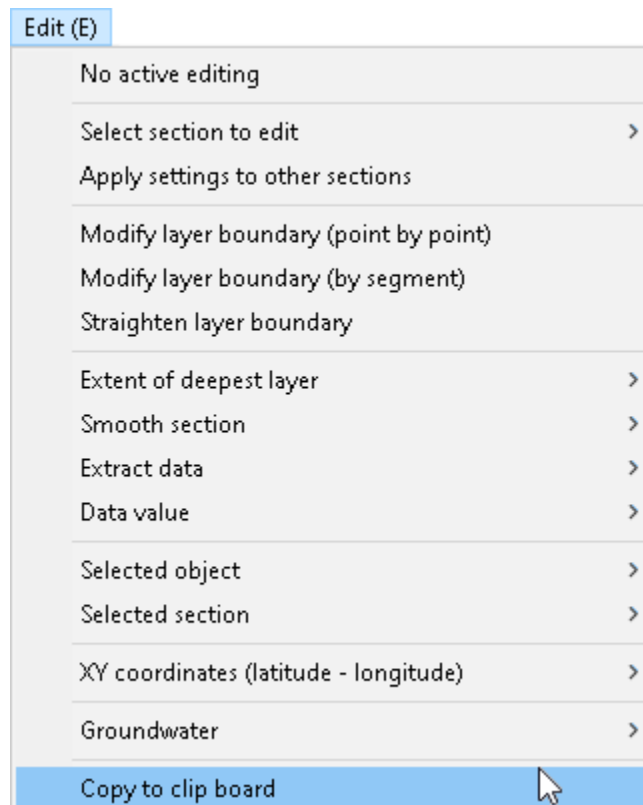 Edit (E)
No active editing
Select section to edit
Apply settings to other sections
Modify layer boundary (point by point)
Modify layer boundary (by segment)
Straighten layer boundary
Extent of deepest layer
Smooth section
Extract data
Data value
Selected object
Selected section
XY coordinates (latitude - longitude)
Groundwater
Copy to clip board